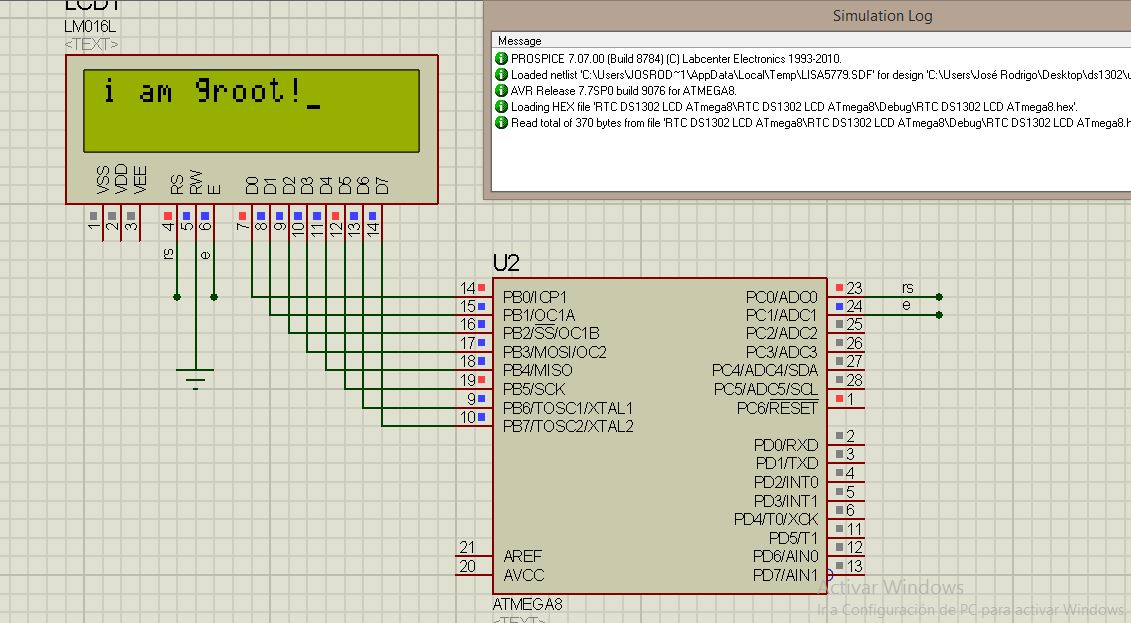 LCD1
LM016L
<TEXT>
i am groot!_
VSS
VDD
VEE
RS
RW
E
D0
D1
D2
D3
D4
D5
D6
D7
1
2
3
4
5
6
7
8
9
10
11
12
13
14
rs
e
Simulation Log
Message
PROSPICE 7.07.00 (Build 8784) (C) Labcenter Electronics 1993-2010.
Loaded netlist 'C:\Users\JOSROD~1\AppData\Local\Temp\LISA5779.SDF' for design 'C:\Users\José Rodrigo\Desktop\ds1302\u
AVR Release 7.7SP0 build 9076 for ATMEGA8.
Loading HEX file 'RTC DS1302 LCD ATmega8\RTC DS1302 LCD ATmega8\Debug\RTC DS1302 LCD ATmega8.hex'.
Read total of 370 bytes from file 'RTC DS1302 LCD ATmega8\RTC DS1302 LCD ATmega8\Debug\RTC DS1302 LCD ATmega8.h
U2
14 PB0/ICP1 PC0/ADC0 23 rs
15 PB1/OC1A PC1/ADC1 24 e
16 PB2/SS/OC1B PC2/ADC2 25
17 PB3/MOSI/OC2 PC3/ADC3 26
18 PB4/MISO PC4/ADC4/SDA 27
19 PB5/SCK PC5/ADC5/SCL 28
9 PB6/TOSC1/XTAL1 PC6/RESET 1
10 PB7/TOSC2/XTAL2
PD0/RXD 2
PD1/TXD 3
PD2/INT0 4
PD3/INT1 5
PD4/T0/XCK 6
PD5/T1 11
21 AREF PD6/AIN0 12
20 AVCC PD7/AIN1 13
ATMEGA8
<TEXT>
Activar Windows
Ir a Configuración de PC para activar Windows.